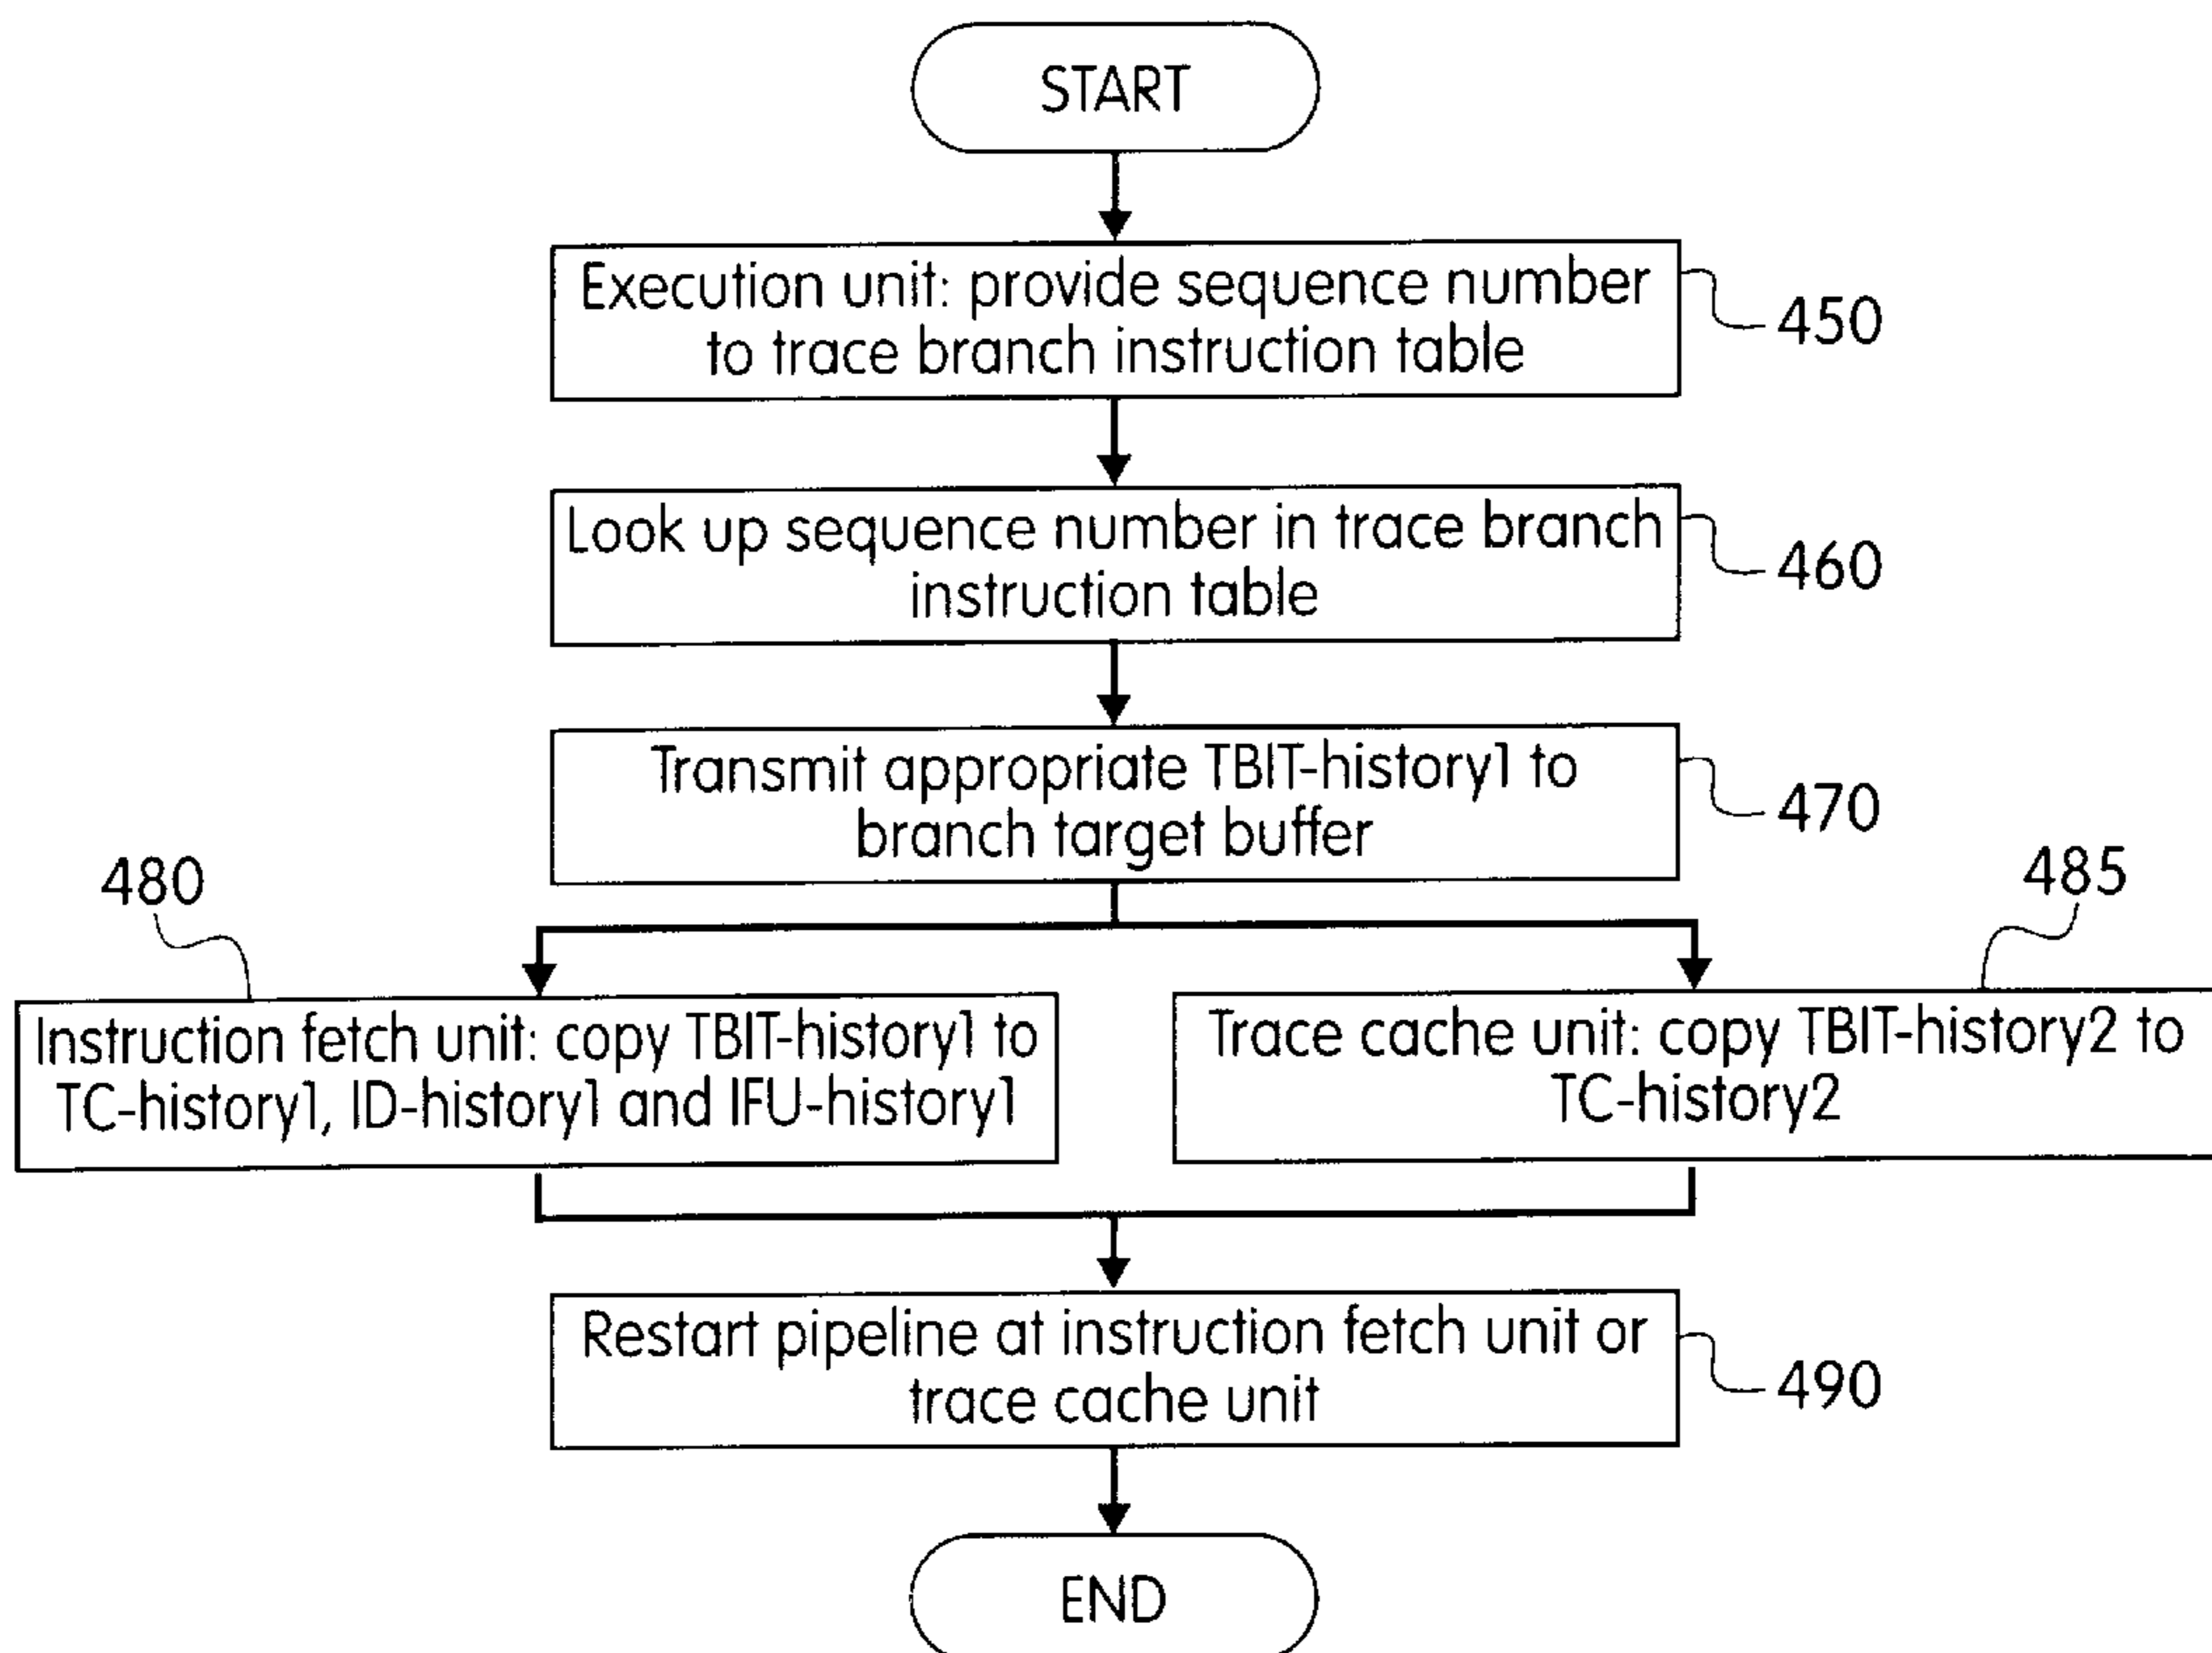 START
Execution unit: provide sequence number
to trace branch instruction table
450
Look up sequence number in trace branch
instruction table
460
Transmit appropriate TBIT-history1 to
branch target buffer
470
480
485
Instruction fetch unit: copy TBIT-history1 to
TC-history1, ID-history1 and IFU-history1
Trace cache unit: copy TBIT-history2 to
TC-history2
Restart pipeline at instruction fetch unit or
trace cache unit
490
END